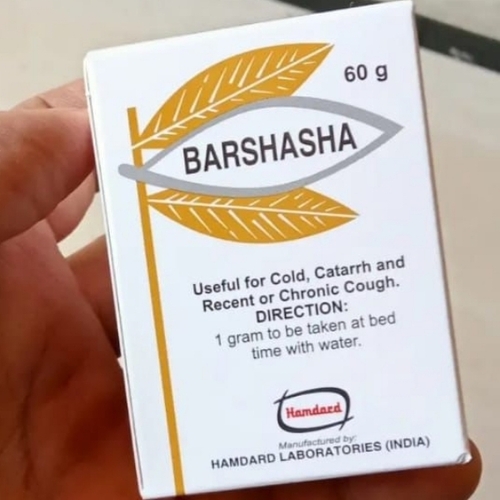 60 g
BARSHASHA
Useful for Cold, Catarrh and
Recent or Chronic Cough.
DIRECTION:
1 gram to be taken at bed
time with water.
Hamdard
Manufactured by:
HAMDARD LABORATORIES (INDIA)